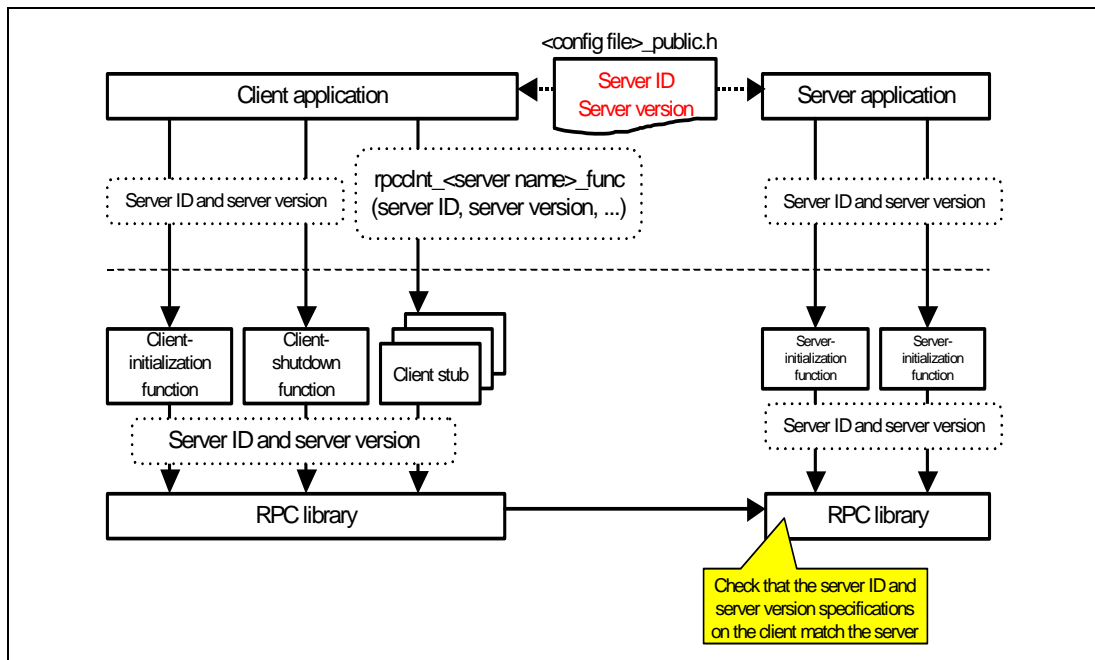 <config file>_public.h
Client application
Server ID
Server version
Server application
Server ID and server version
rpcclnt_<server name>_func
(server ID, server version, ...)
Server ID and server version
Client-
initialization
function
Client-
shutdown
function
Client stub
Server-
initialization
function
Server-
initialization
function
Server ID and server version
Server ID and server version
RPC library
RPC library
Check that the server ID and
server version specifications
on the client match the server